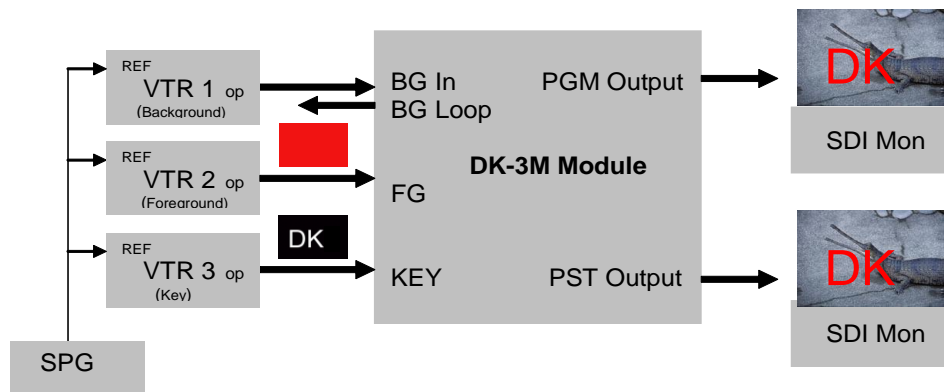 REF
VTR 1 op
(Background)
REF
VTR 2 op
(Foreground)
REF
VTR 3 op
(Key)
SPG
DK
BG In
BG Loop
FG
KEY
DK-3M Module
PGM Output
PST Output
DK
SDI Mon
DK
SDI Mon